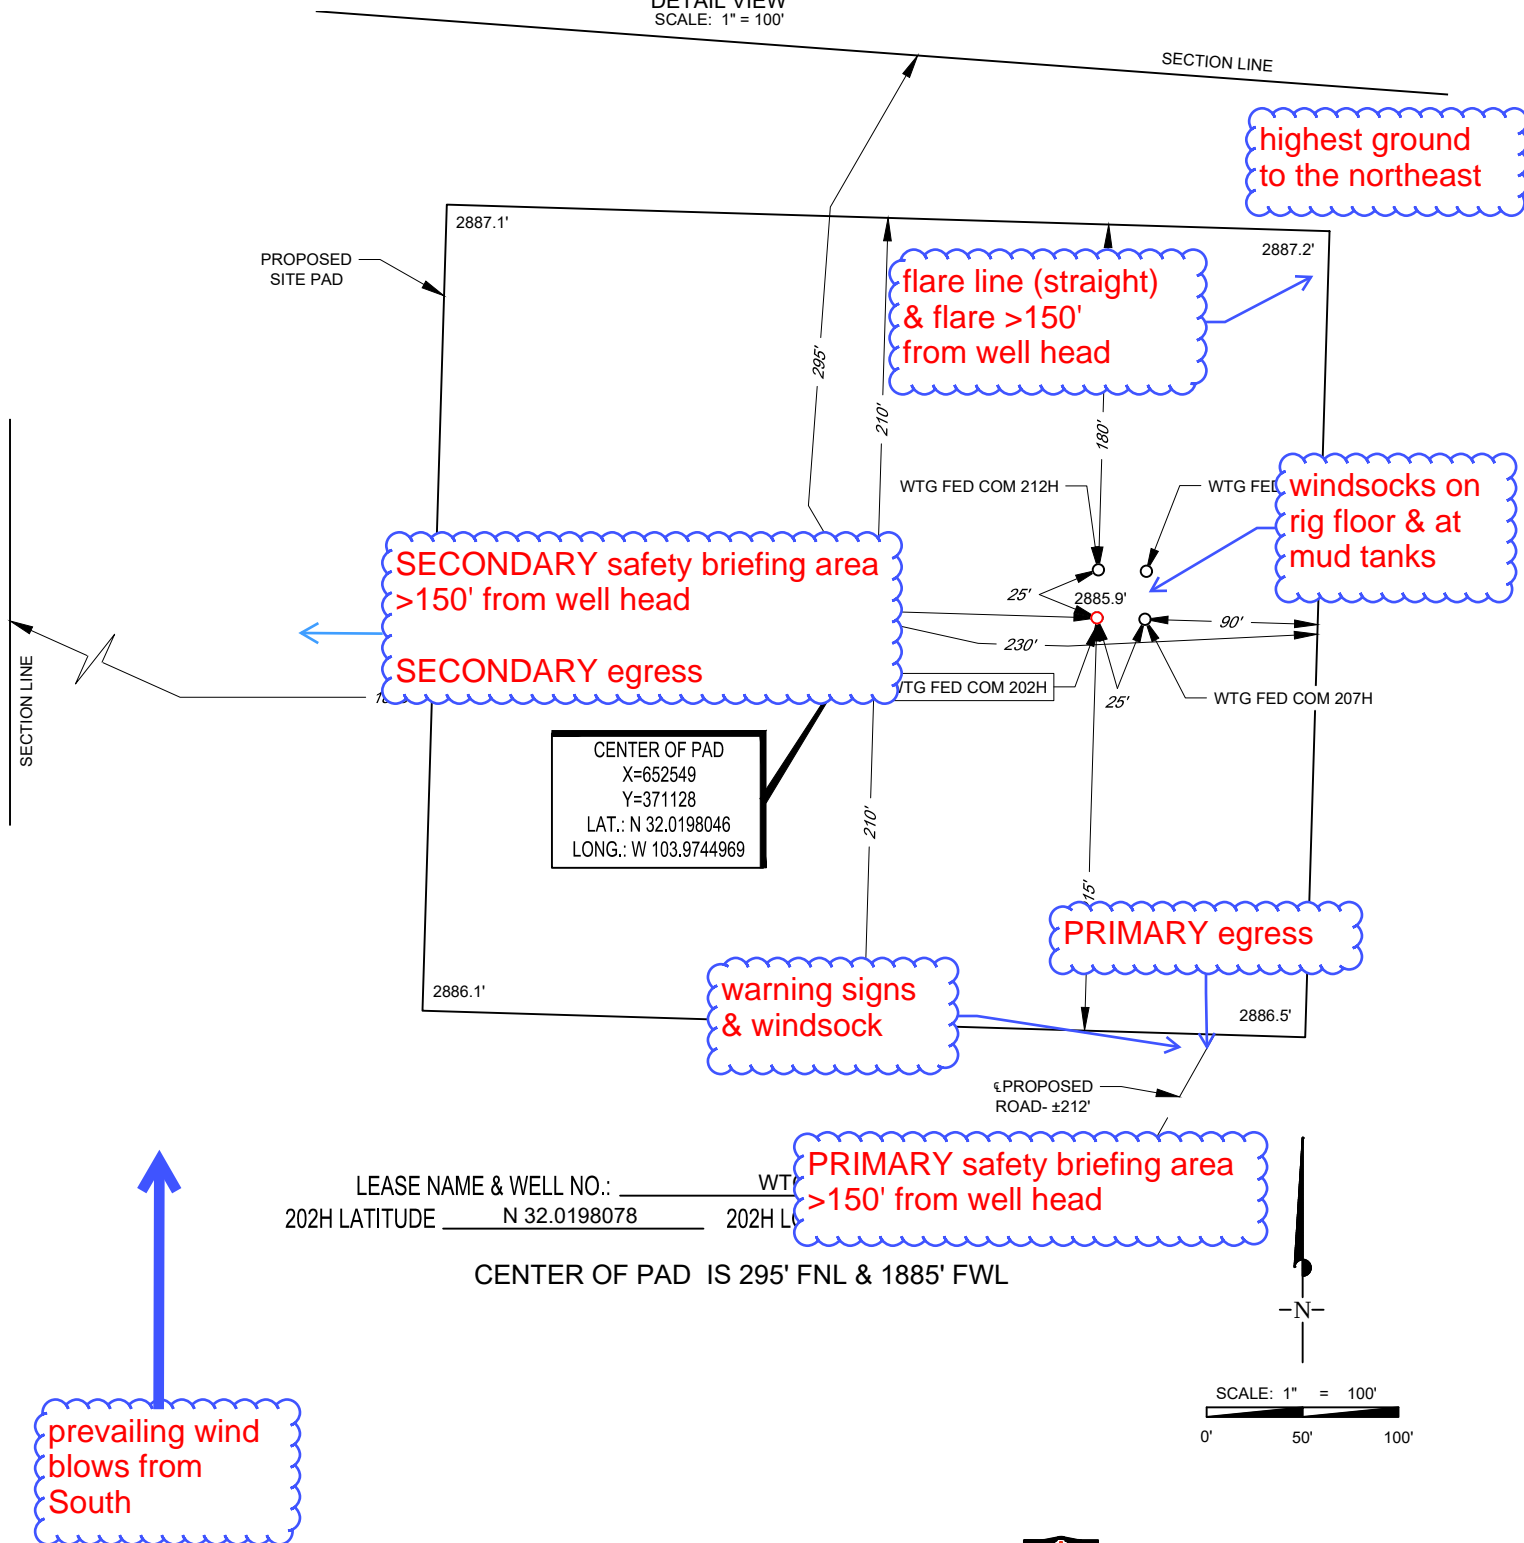 DETAIL VIEW
SCALE: 1" = 100'
SECTION LINE
highest ground
to the northeast
2887.1'
2887.2'
PROPOSED
SITE PAD
flare line (straight)
& flare >150'
from well head
295'
210'
180'
WTG FED COM 212H
WTG FED
windsocks on
rig floor & at
mud tanks
SECONDARY safety briefing area
>150' from well head
SECONDARY egress
25'
2885.9'
90'
230'
SECTION LINE
WTG FED COM 202H
25'
WTG FED COM 207H
CENTER OF PAD
X=652549
Y=371128
LAT.: N 32.0198046
LONG.: W 103.9744969
210'
15'
PRIMARY egress
warning signs
& windsock
2886.1'
2886.5'
℄PROPOSED
ROAD- ±212'
PRIMARY safety briefing area
>150' from well head
LEASE NAME & WELL NO.: WTG
202H LATITUDE N 32.0198078 202H LO
CENTER OF PAD IS 295' FNL & 1885' FWL
-N-
SCALE: 1" = 100'
0' 50' 100'
prevailing wind
blows from
South